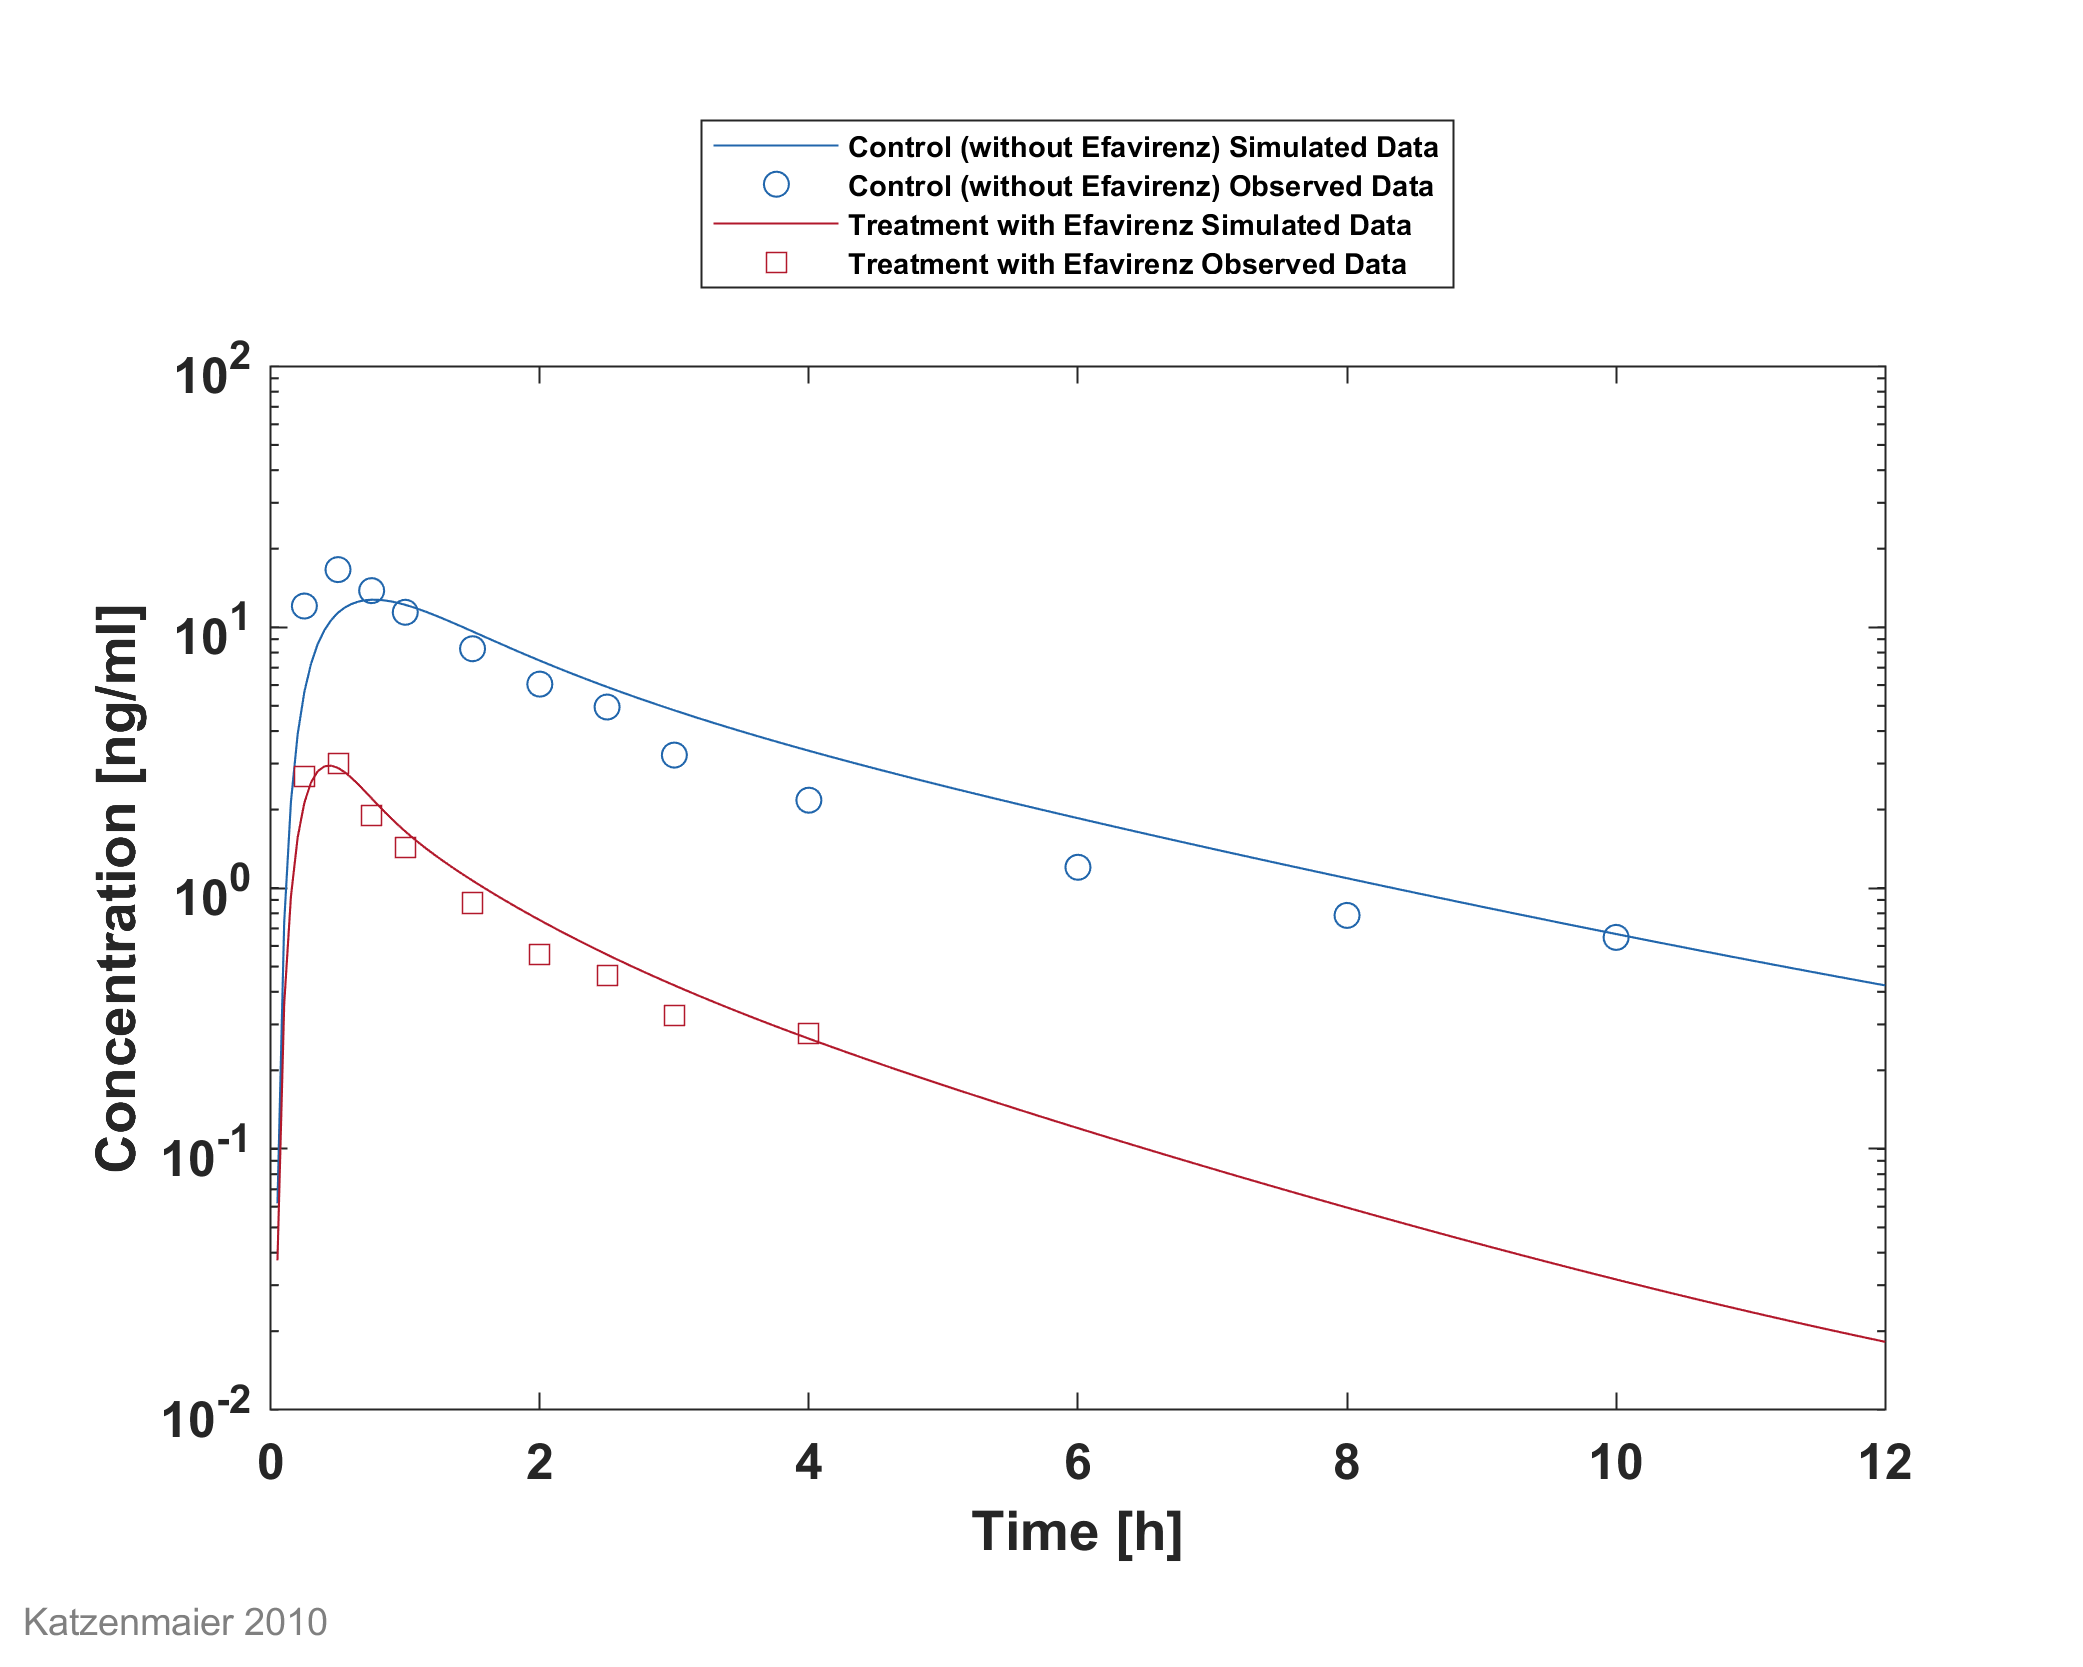 Control (without Efavirenz) Simulated Data
Control (without Efavirenz) Observed Data
Treatment with Efavirenz Simulated Data
Treatment with Efavirenz Observed Data
10^2
10^1
10^0
10^-1
10^-2
Concentration [ng/ml]
0 2 4 6 8 10 12
Time [h]
Katzenmaier 2010